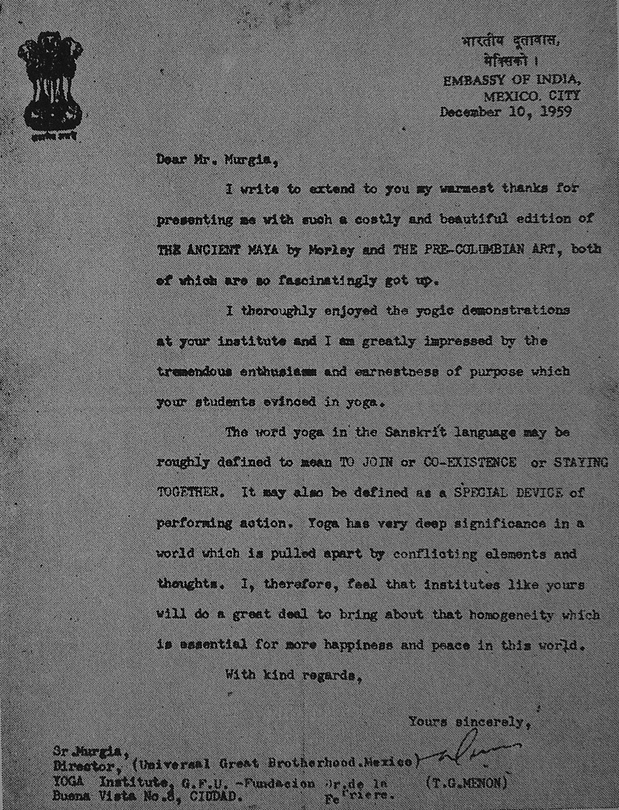 भारतीय दूतावास,
मेक्सिको ।
EMBASSY OF INDIA,
MEXICO. CITY
December 10, 1959
सत्यमेव जयते
Dear Mr. Murgia,
I write to extend to you my warmest thanks for
presenting me with such a costly and beautiful edition of
THE ANCIENT MAYA by Morley and THE PRE-COLUMBIAN ART, both
of which are so fascinatingly got up.
I thoroughly enjoyed the yogic demonstrations
at your institute and I am greatly impressed by the
tremendous enthusiasm and earnestness of purpose which
your students evinced in yoga.
The word yoga in the Sanskrit language may be
roughly defined to mean TO JOIN or CO-EXISTENCE or STAYING
TOGETHER. It may also be defined as a SPECIAL DEVICE of
performing action. Yoga has very deep significance in a
world which is pulled apart by conflicting elements and
thoughts. I, therefore, feel that institutes like yours
will do a great deal to bring about that homogeneity which
is essential for more happiness and peace in this world.
With kind regards,
Yours sincerely,
(T.G.MENON)
Sr.Murgia,
Director, (Universal Great Brotherhood.Mexico)
YOGA Institute, G.F.U. -Fundacion Dr.de la
Buena Vista No.8, CIUDAD. Ferriere.